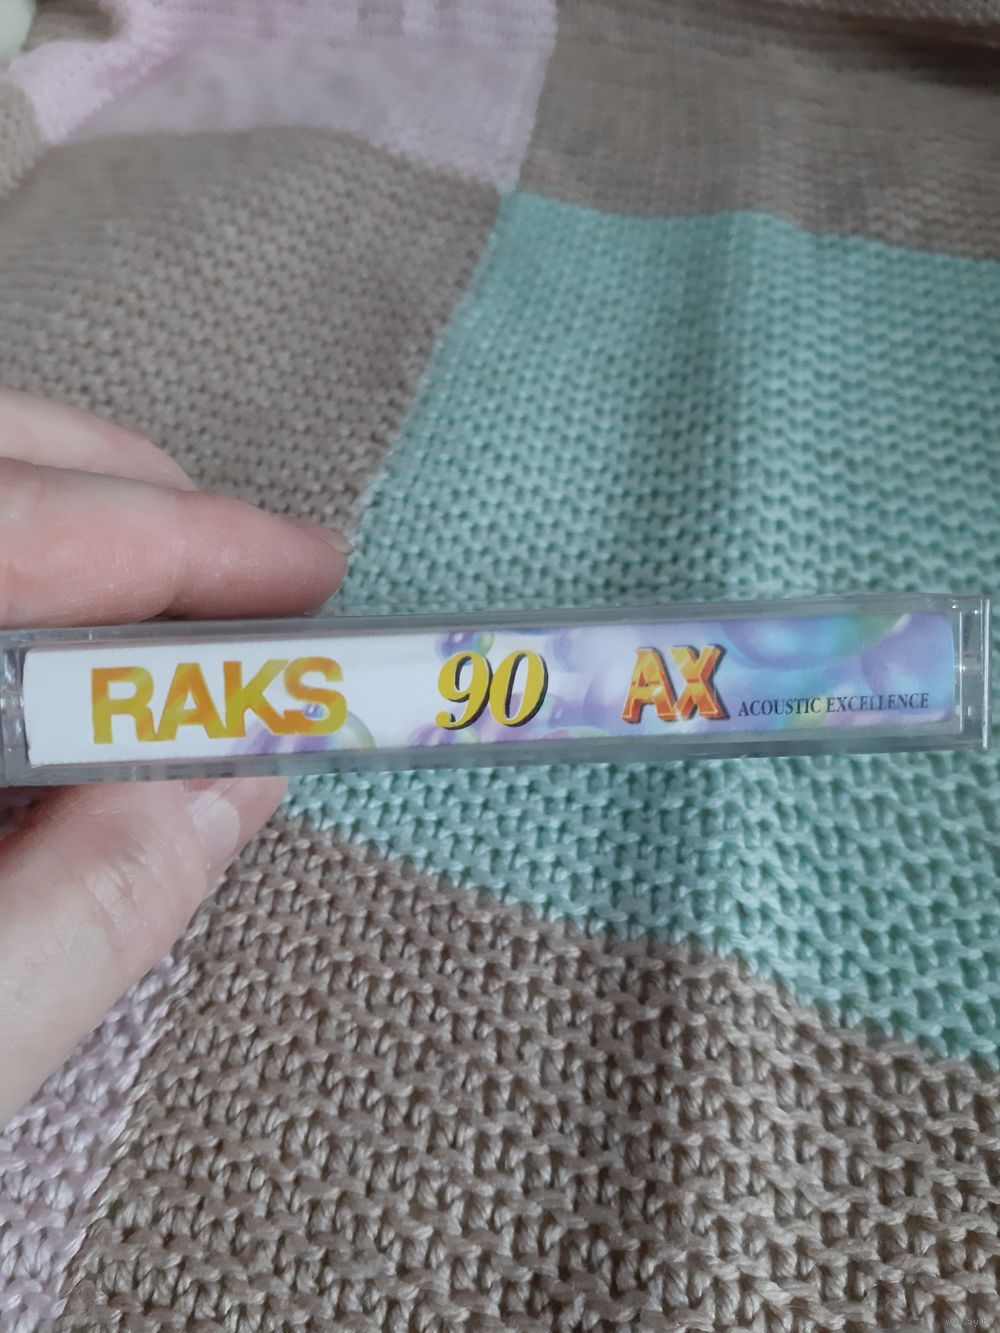 RAKS 90 AX ACOUSTIC EXCELLENCE